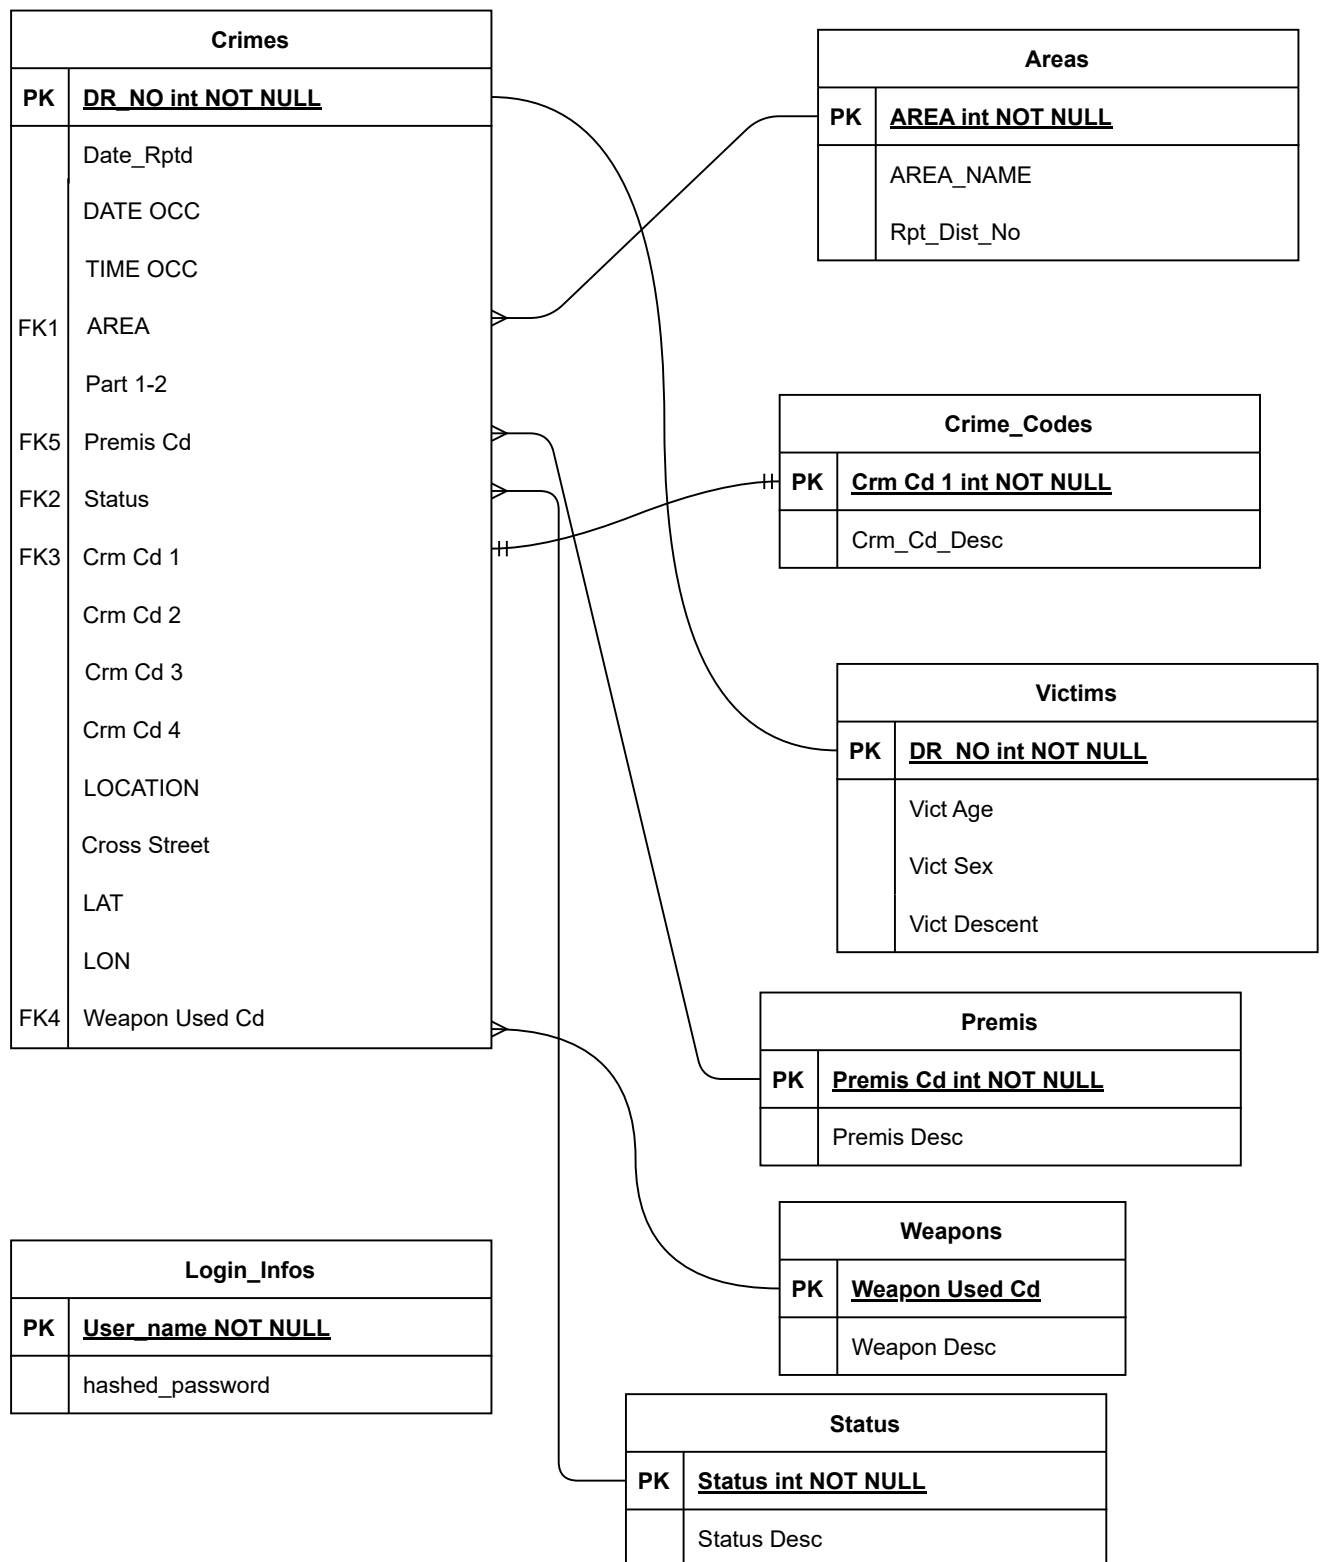 Crimes
PK DR_NO int NOT NULL
Date_Rptd
DATE OCC
TIME OCC
FK1 AREA
Part 1-2
FK5 Premis Cd
FK2 Status
FK3 Crm Cd 1
Crm Cd 2
Crm Cd 3
Crm Cd 4
LOCATION
Cross Street
LAT
LON
FK4 Weapon Used Cd
Areas
PK AREA int NOT NULL
AREA_NAME
Rpt_Dist_No
Crime_Codes
PK Crm Cd 1 int NOT NULL
Crm_Cd_Desc
Victims
PK DR_NO int NOT NULL
Vict Age
Vict Sex
Vict Descent
Premis
PK Premis Cd int NOT NULL
Premis Desc
Weapons
PK Weapon Used Cd
Weapon Desc
Login_Infos
PK User_name NOT NULL
hashed_password
Status
PK Status int NOT NULL
Status Desc